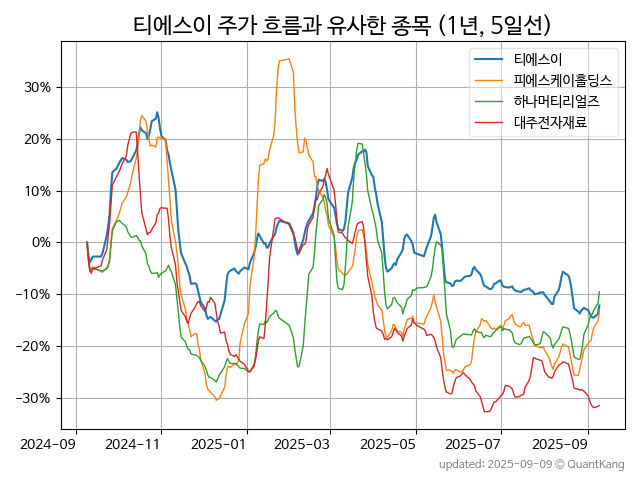 티에스이 주가 흐름과 유사한 종목 (1년, 5일선)
티에스이
피에스케이홀딩스
하나머티리얼즈
대주전자재료
30%
20%
10%
0%
−10%
−20%
−30%
2024-09 2024-11 2025-01 2025-03 2025-05 2025-07 2025-09
updated: 2025-09-09 © QuantKang